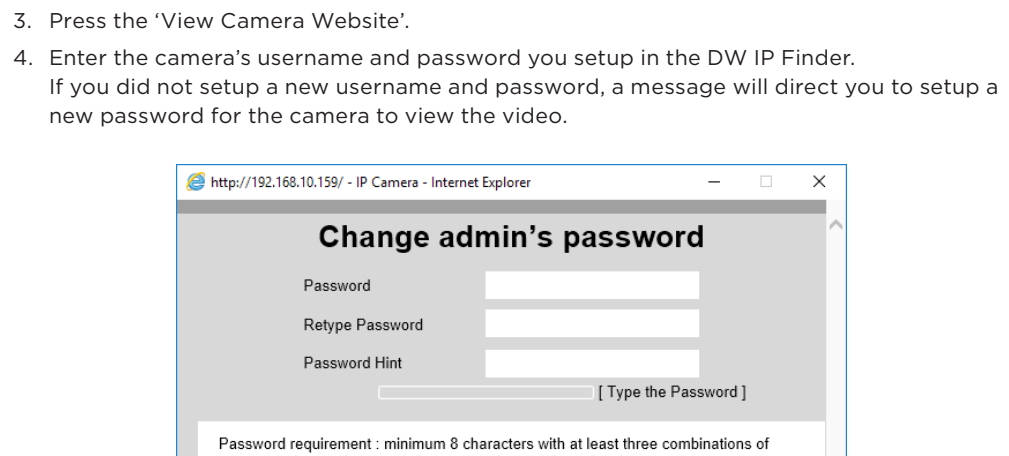 3. Press the ‘View Camera Website’.
4. Enter the camera’s username and password you setup in the DW IP Finder.
If you did not setup a new username and password, a message will direct you to setup a
new password for the camera to view the video.
http://192.168.10.159/ - IP Camera - Internet Explorer
Change admin’s password
Password
Retype Password
Password Hint
[ Type the Password ]
Password requirement : minimum 8 characters with at least three combinations of